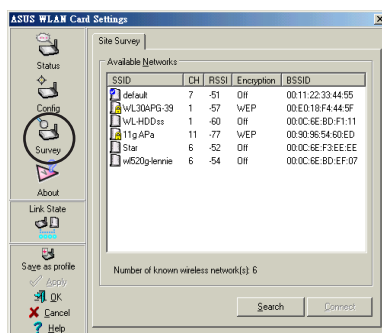 ASUS WLAN Card Settings
Status
Config
Survey
About
Link State
Save as profile
Apply
OK
Cancel
Help
Site Survey
Available Networks
SSID CH RSSI Encryption BSSID
default 7 -51 Off 00:11:22:33:44:55
WL30APG-39 1 -57 WEP 00:E0:18:F4:44:5F
WL-HDDss 1 -60 Off 00:0C:6E:BD:F1:11
11g APa 11 -77 WEP 00:90:96:54:60:ED
Star 6 -52 Off 00:0C:6E:F3:EE:EE
wl520g-lennie 6 -54 Off 00:0C:6E:BD:EF:07
Number of known wireless network(s): 6
Search Connect